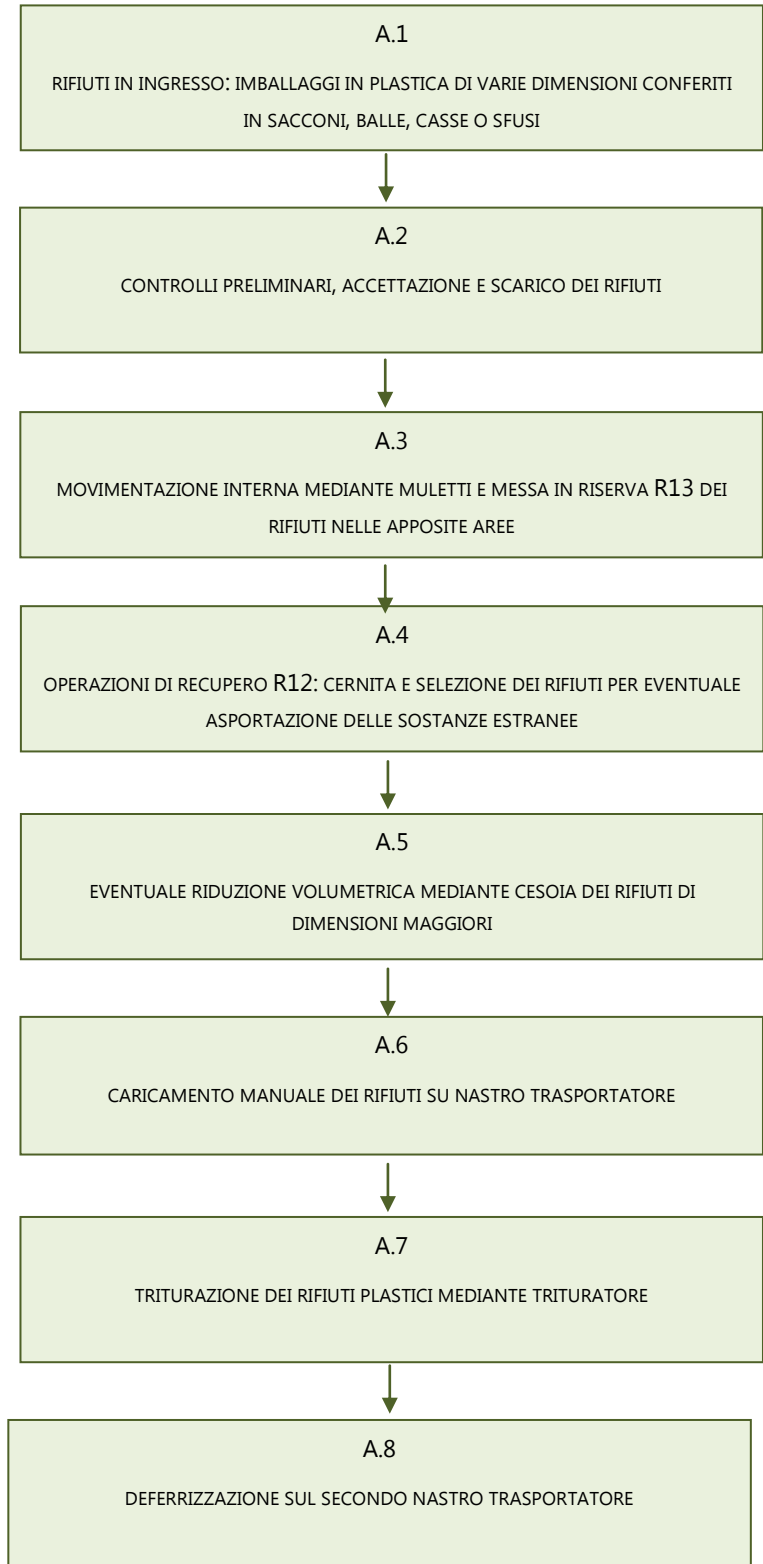 A.1
RIFIUTI IN INGRESSO: IMBALLAGGI IN PLASTICA DI VARIE DIMENSIONI CONFERITI
IN SACCONI, BALLE, CASSE O SFUSI
A.2
CONTROLLI PRELIMINARI, ACCETTAZIONE E SCARICO DEI RIFIUTI
A.3
MOVIMENTAZIONE INTERNA MEDIANTE MULETTI E MESSA IN RISERVA R13 DEI
RIFIUTI NELLE APPOSITE AREE
A.4
OPERAZIONI DI RECUPERO R12: CERNITA E SELEZIONE DEI RIFIUTI PER EVENTUALE
ASPORTAZIONE DELLE SOSTANZE ESTRANEE
A.5
EVENTUALE RIDUZIONE VOLUMETRICA MEDIANTE CESOIA DEI RIFIUTI DI
DIMENSIONI MAGGIORI
A.6
CARICAMENTO MANUALE DEI RIFIUTI SU NASTRO TRASPORTATORE
A.7
TRITURAZIONE DEI RIFIUTI PLASTICI MEDIANTE TRITURATORE
A.8
DEFERRIZZAZIONE SUL SECONDO NASTRO TRASPORTATORE